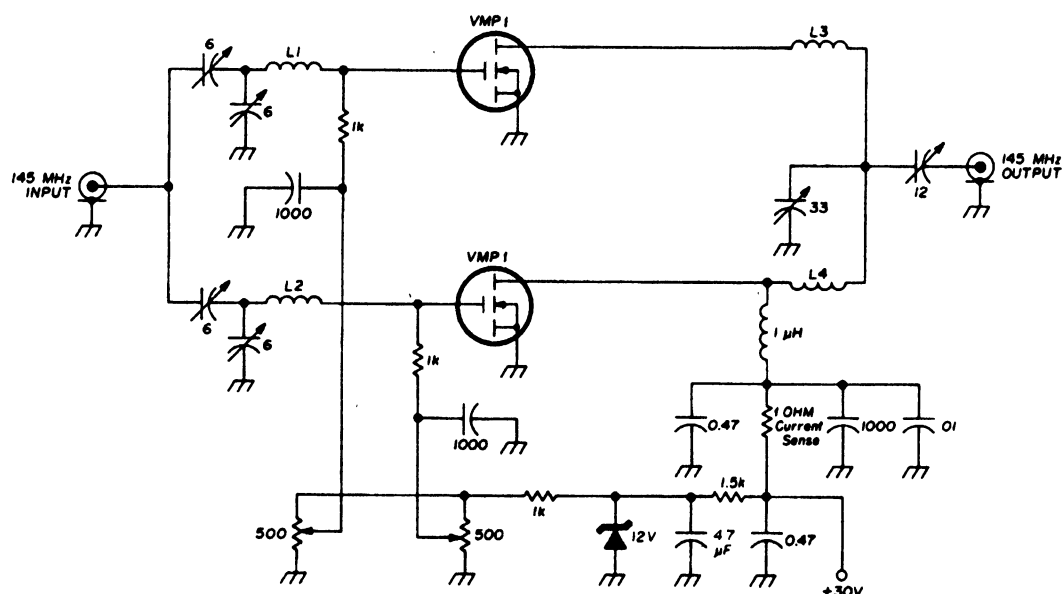 VMP1
L3
6
L1
6
1k
145 MHz
INPUT
1000
145 MHz
OUTPUT
12
33
VMP1
L4
L2
6
6
1k
1 μH
1000
0.47
1 OHM
Current
Sense
1000
.01
1.5k
1k
500
500
12V
47
μF
0.47
+30V